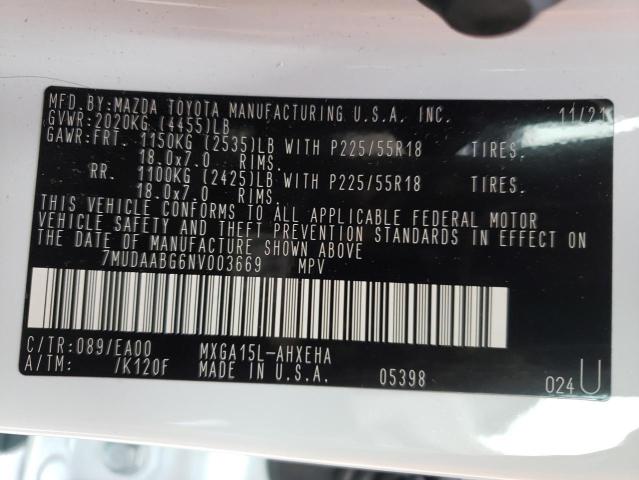 MFD.BY:MAZDA TOYOTA MANUFACTURING U.S.A. INC. 11/21
GVWR:2020KG (4455)LB
GAWR:FRT. 1150KG (2535)LB WITH P225/55R18 TIRES.
18.0x7.0 RIMS.
RR. 1100KG (2425)LB WITH P225/55R18 TIRES.
18.0x7.0 RIMS.
THIS VEHICLE CONFORMS TO ALL APPLICABLE FEDERAL MOTOR
VEHICLE SAFETY AND THEFT PREVENTION STANDARDS IN EFFECT ON
THE DATE OF MANUFACTURE SHOWN ABOVE
7MUDAABG6NV003669 MPV
C/TR:089/EA00 MXGA15L-AHXEHA
A/TM: /K120F MADE IN U.S.A. 05398 024U